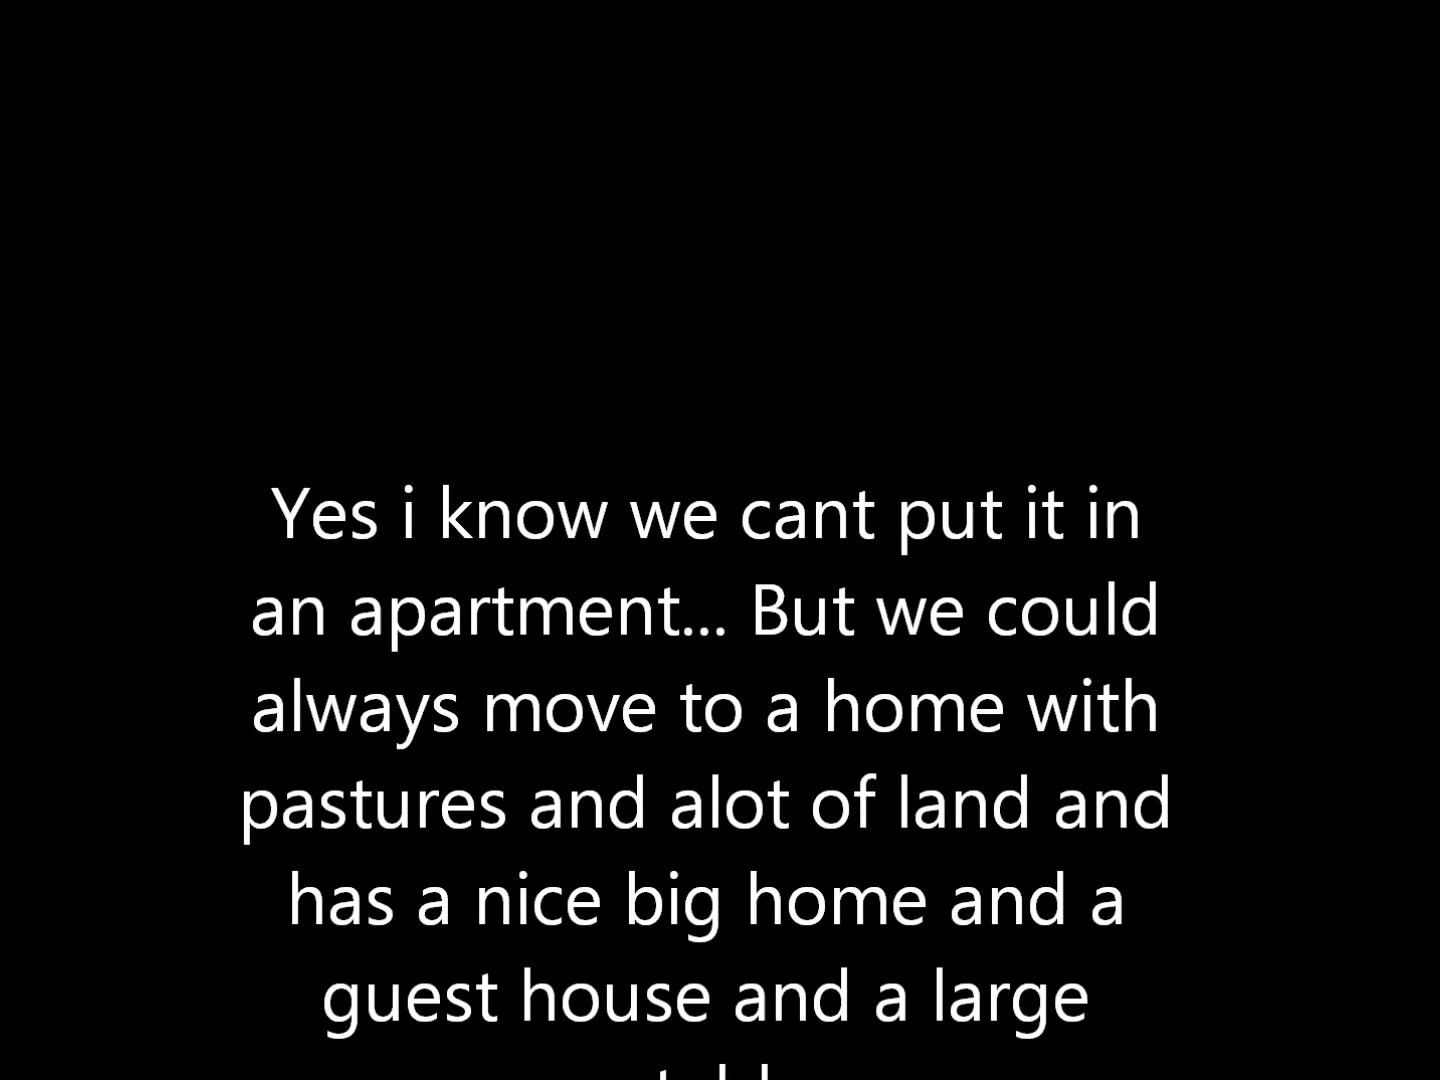 Yes i know we cant put it in
an apartment... But we could
always move to a home with
pastures and alot of land and
has a nice big home and a
guest house and a large